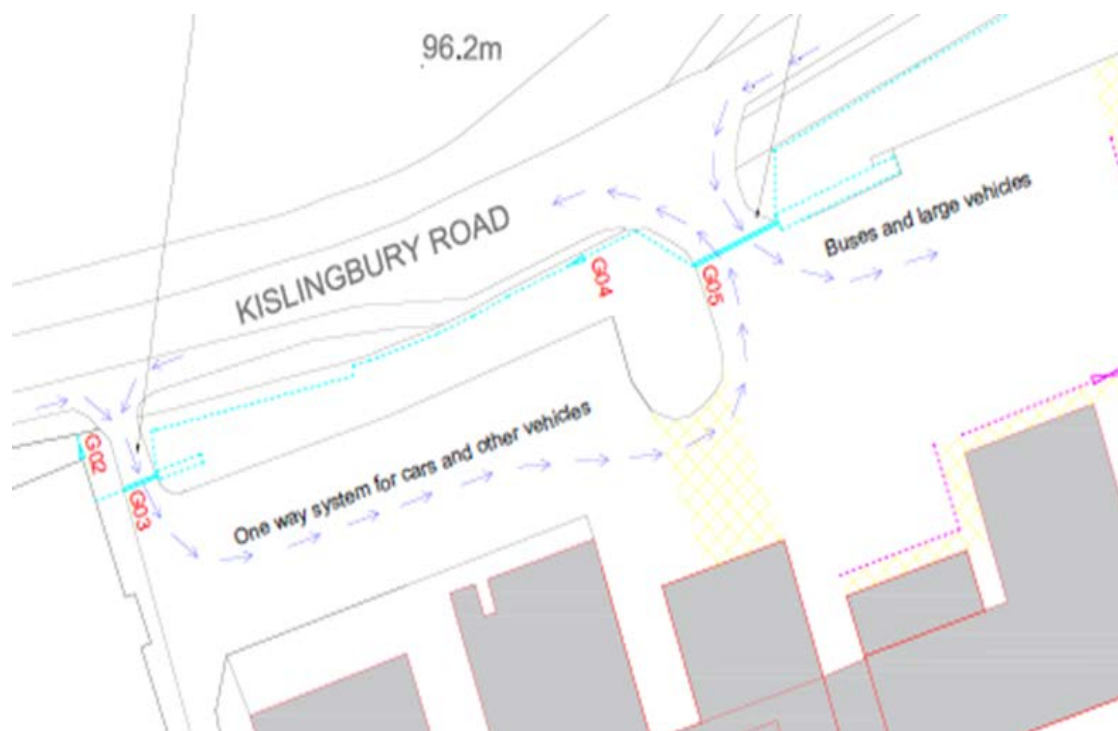 96.2m
KISLINGBURY ROAD
Buses and large vehicles
G04
G05
One way system for cars and other vehicles
G02
G03